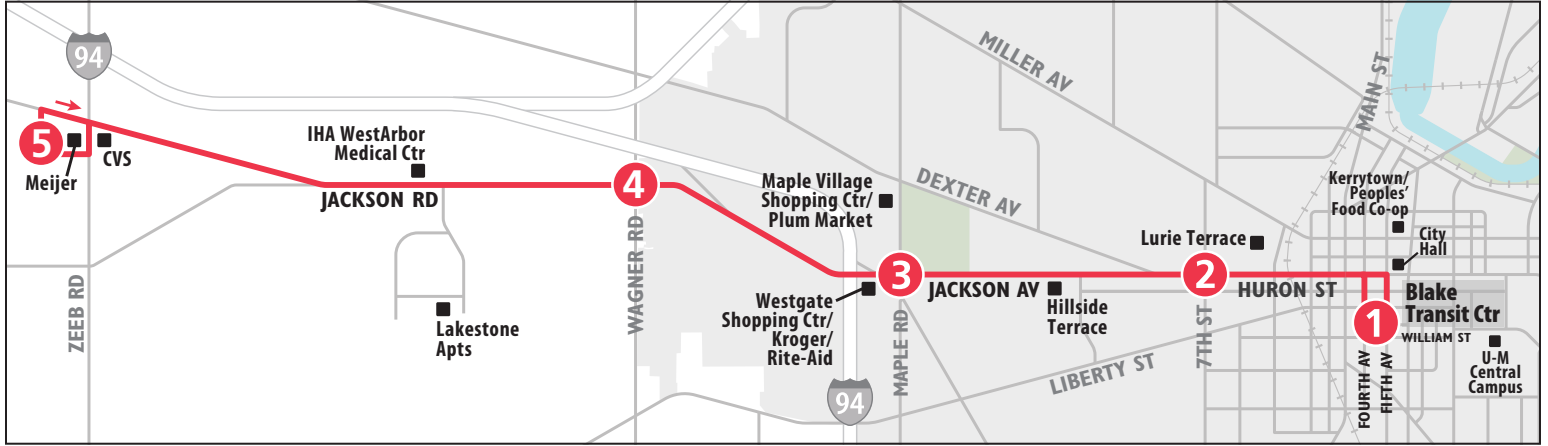 94
5
Meijer
CVS
ZEEB RD
IHA WestArbor
Medical Ctr
JACKSON RD
Lakestone
Apts
4
WAGNER RD
Maple Village
Shopping Ctr/
Plum Market
3
Westgate
Shopping Ctr/
Kroger/
Rite-Aid
94
MAPLE RD
JACKSON AV
Hillside
Terrace
DEXTER AV
MILLER AV
LIBERTY ST
Lurie Terrace
2
7TH ST
HURON ST
MAIN ST
Kerrytown/
Peoples'
Food Co-op
City
Hall
1
Blake
Transit Ctr
WILLIAM ST
FOURTH AV
FIFTH AV
U-M
Central
Campus